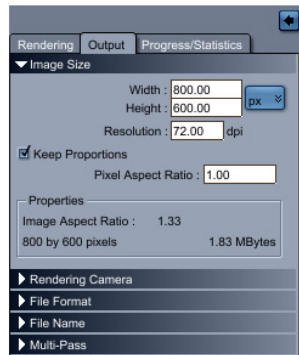 Rendering Output Progress/Statistics
Image Size
Width : 800.00
px
Height : 600.00
Resolution : 72.00 dpi
Keep Proportions
Pixel Aspect Ratio : 1.00
Properties
Image Aspect Ratio : 1.33
800 by 600 pixels 1.83 MBytes
Rendering Camera
File Format
File Name
Multi-Pass